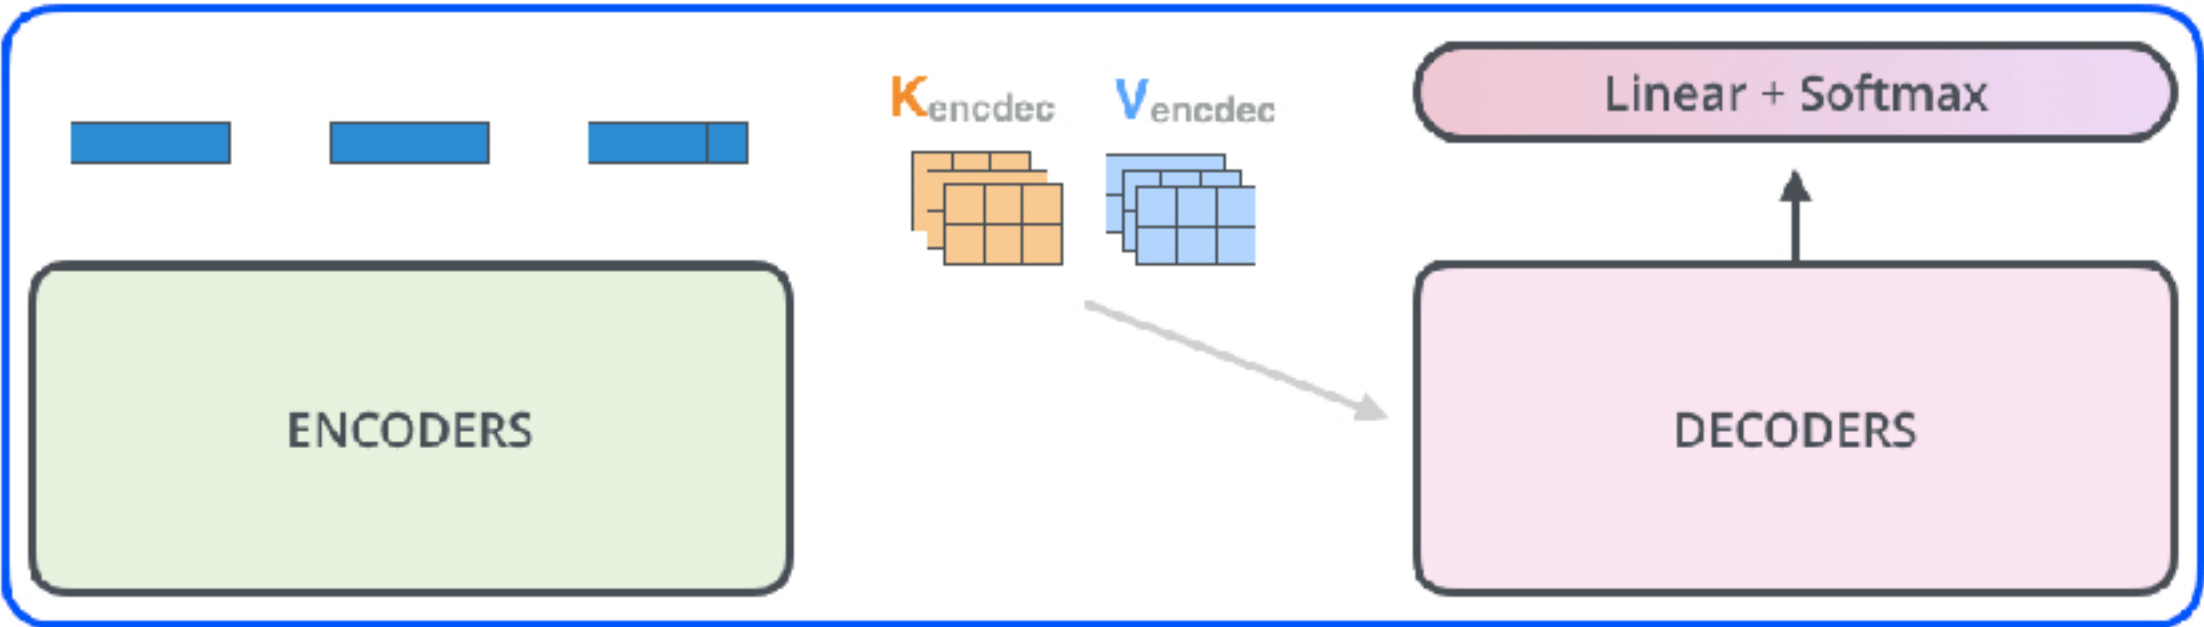 Kencdec
Vencdec
Linear + Softmax
ENCODERS
DECODERS